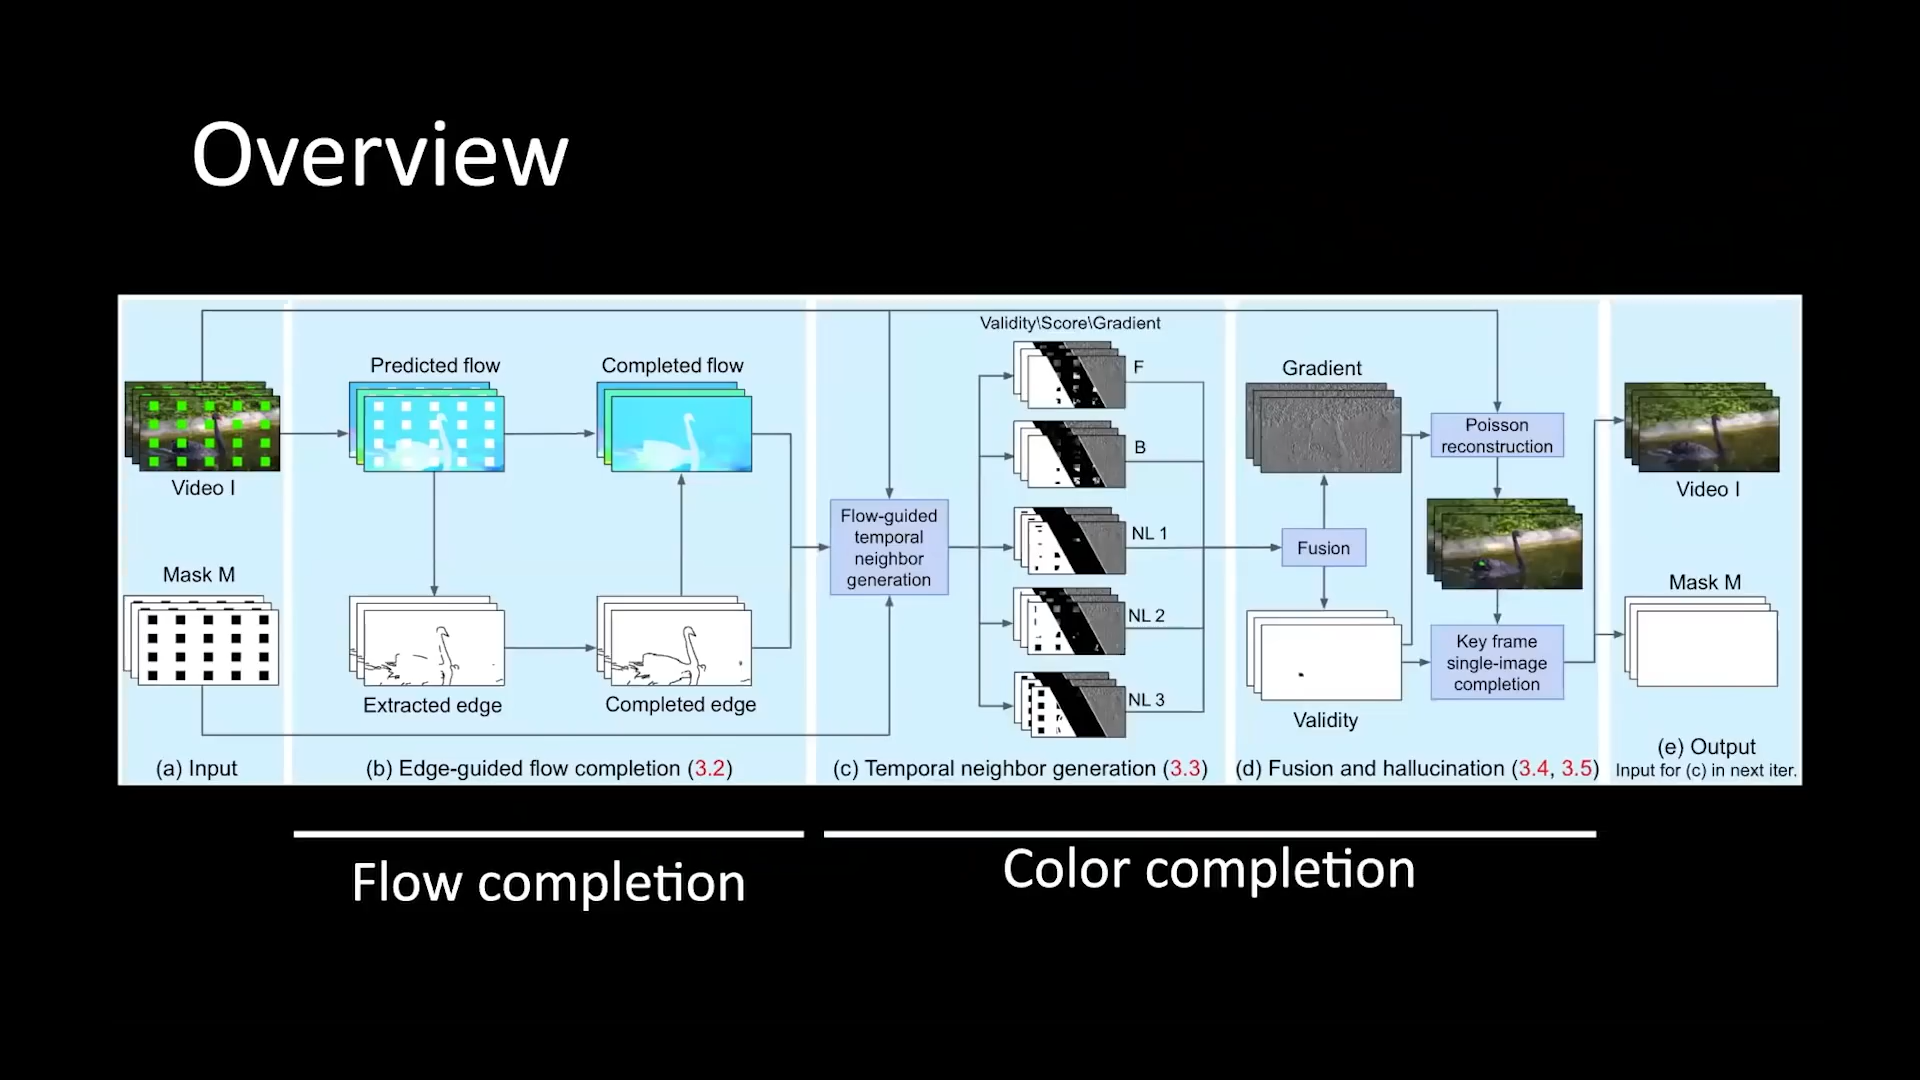 Overview
Validity\Score\Gradient
Predicted flow
Completed flow
F
Gradient
Poisson
reconstruction
B
Video I
Video I
Flow-guided
temporal
neighbor
generation
NL 1
Fusion
Mask M
Mask M
NL 2
Key frame
single-image
completion
Extracted edge
Completed edge
NL 3
Validity
(a) Input
(b) Edge-guided flow completion (3.2)
(c) Temporal neighbor generation (3.3)
(d) Fusion and hallucination (3.4, 3.5)
(e) Output
Input for (c) in next iter.
Flow completion
Color completion